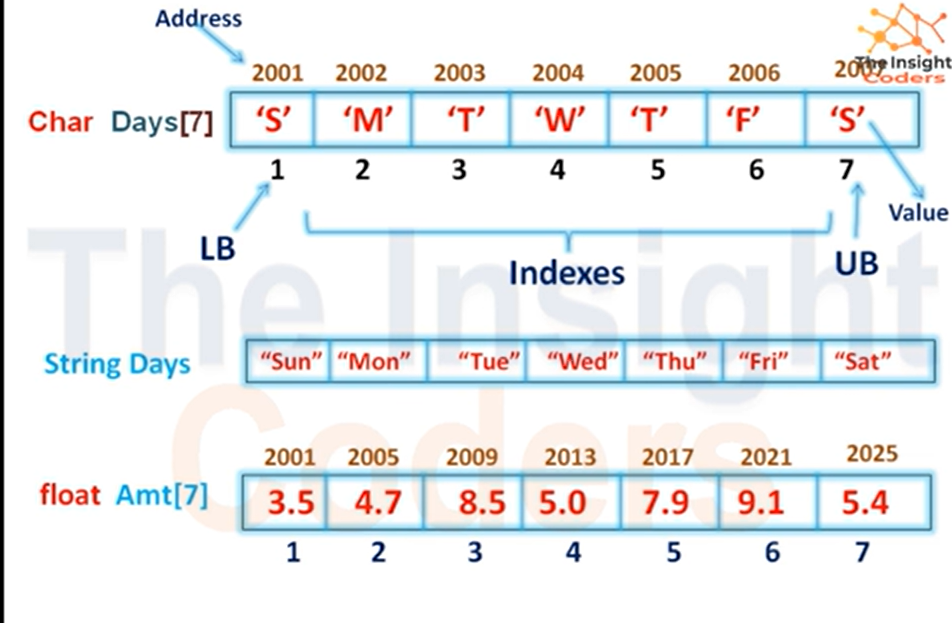 Address
The Insight
Coders
2001 2002 2003 2004 2005 2006 2007
Char Days[7] ‘S’ ‘M’ ‘T’ ‘W’ ‘T’ ‘F’ ‘S’
1 2 3 4 5 6 7
Value
LB Indexes UB
The Insight
String Days “Sun” “Mon” “Tue” “Wed” “Thu” “Fri” “Sat”
Coders
2001 2005 2009 2013 2017 2021 2025
float Amt[7] 3.5 4.7 8.5 5.0 7.9 9.1 5.4
1 2 3 4 5 6 7